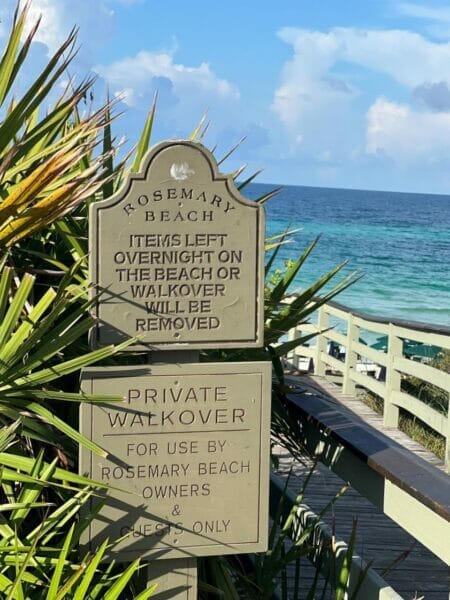 ROSEMARY
BEACH
ITEMS LEFT
OVERNIGHT ON
THE BEACH OR
WALKOVER
WILL BE
REMOVED
PRIVATE
WALKOVER
FOR USE BY
ROSEMARY BEACH
OWNERS
&
GUESTS ONLY